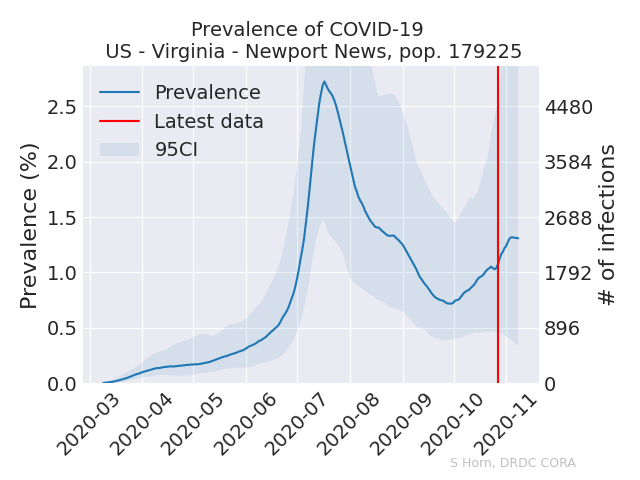 Prevalence of COVID-19
US - Virginia - Newport News, pop. 179225
Prevalence
Latest data
95CI
Prevalence (%)
2.5
2.0
1.5
1.0
0.5
0.0
4480
3584
2688
1792
896
0
# of infections
2020-03
2020-04
2020-05
2020-06
2020-07
2020-08
2020-09
2020-10
2020-11
S Horn, DRDC CORA